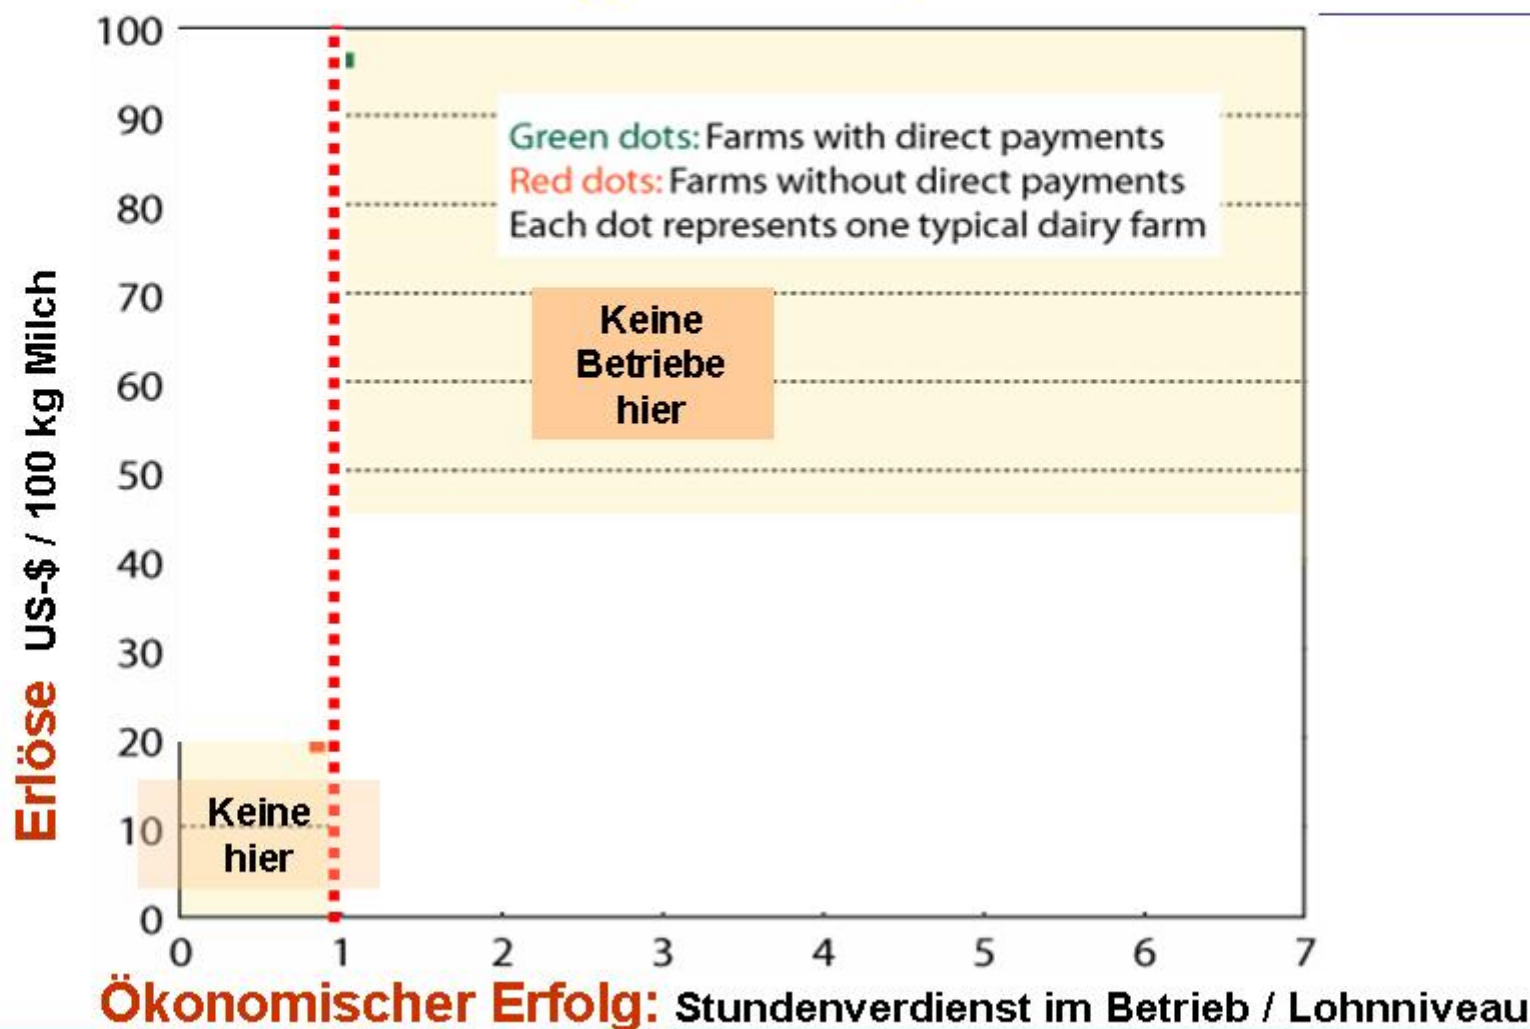 100
90
80
70
60
50
40
30
20
10
0
Erlöse US-$ / 100 kg Milch
Green dots: Farms with direct payments
Red dots: Farms without direct payments
Each dot represents one typical dairy farm
Keine
Betriebe
hier
Keine
hier
0 1 2 3 4 5 6 7
Ökonomischer Erfolg: Stundenverdienst im Betrieb / Lohnniveau